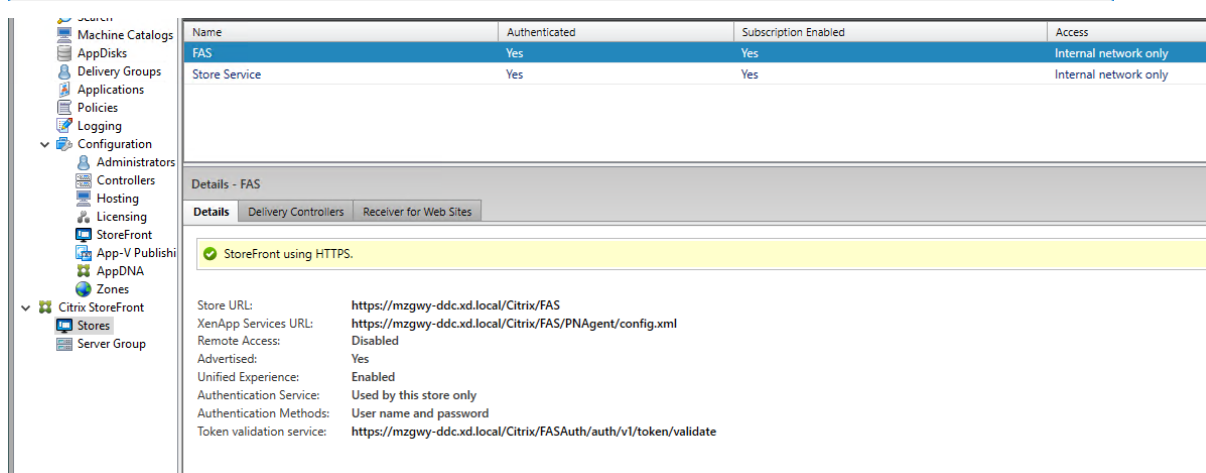 Search
Machine Catalogs
AppDisks
Delivery Groups
Applications
Policies
Logging
Configuration
Administrators
Controllers
Hosting
Licensing
StoreFront
App-V Publishi
AppDNA
Zones
Citrix StoreFront
Stores
Server Group
Name Authenticated Subscription Enabled Access
FAS Yes Yes Internal network only
Store Service Yes Yes Internal network only
Details - FAS
Details Delivery Controllers Receiver for Web Sites
StoreFront using HTTPS.
Store URL: https://mzgwy-ddc.xd.local/Citrix/FAS
XenApp Services URL: https://mzgwy-ddc.xd.local/Citrix/FAS/PNAgent/config.xml
Remote Access: Disabled
Advertised: Yes
Unified Experience: Enabled
Authentication Service: Used by this store only
Authentication Methods: User name and password
Token validation service: https://mzgwy-ddc.xd.local/Citrix/FASAuth/auth/v1/token/validate